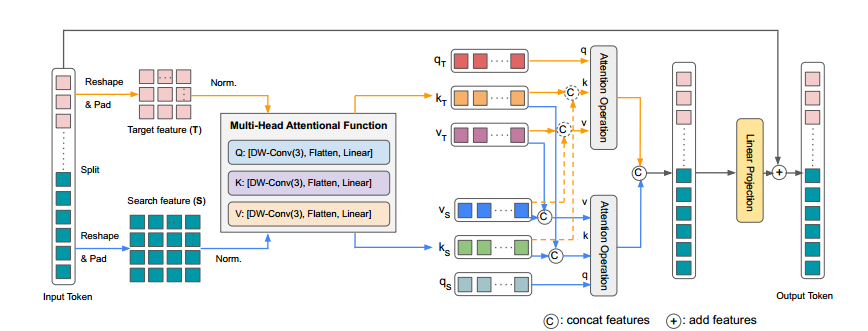 Reshape
& Pad
Target feature (T)
Norm.
Split
Search feature (S)
Reshape
& Pad
Norm.
Input Token
Multi-Head Attentional Function
Q: [DW-Conv(3), Flatten, Linear]
K: [DW-Conv(3), Flatten, Linear]
V: [DW-Conv(3), Flatten, Linear]
qT
kT
vT
vS
kS
qS
C
C
C
C
q
k
v
Attention Operation
v
k
q
Attention Operation
C
Linear Projection
+
Output Token
C : concat features
+ : add features